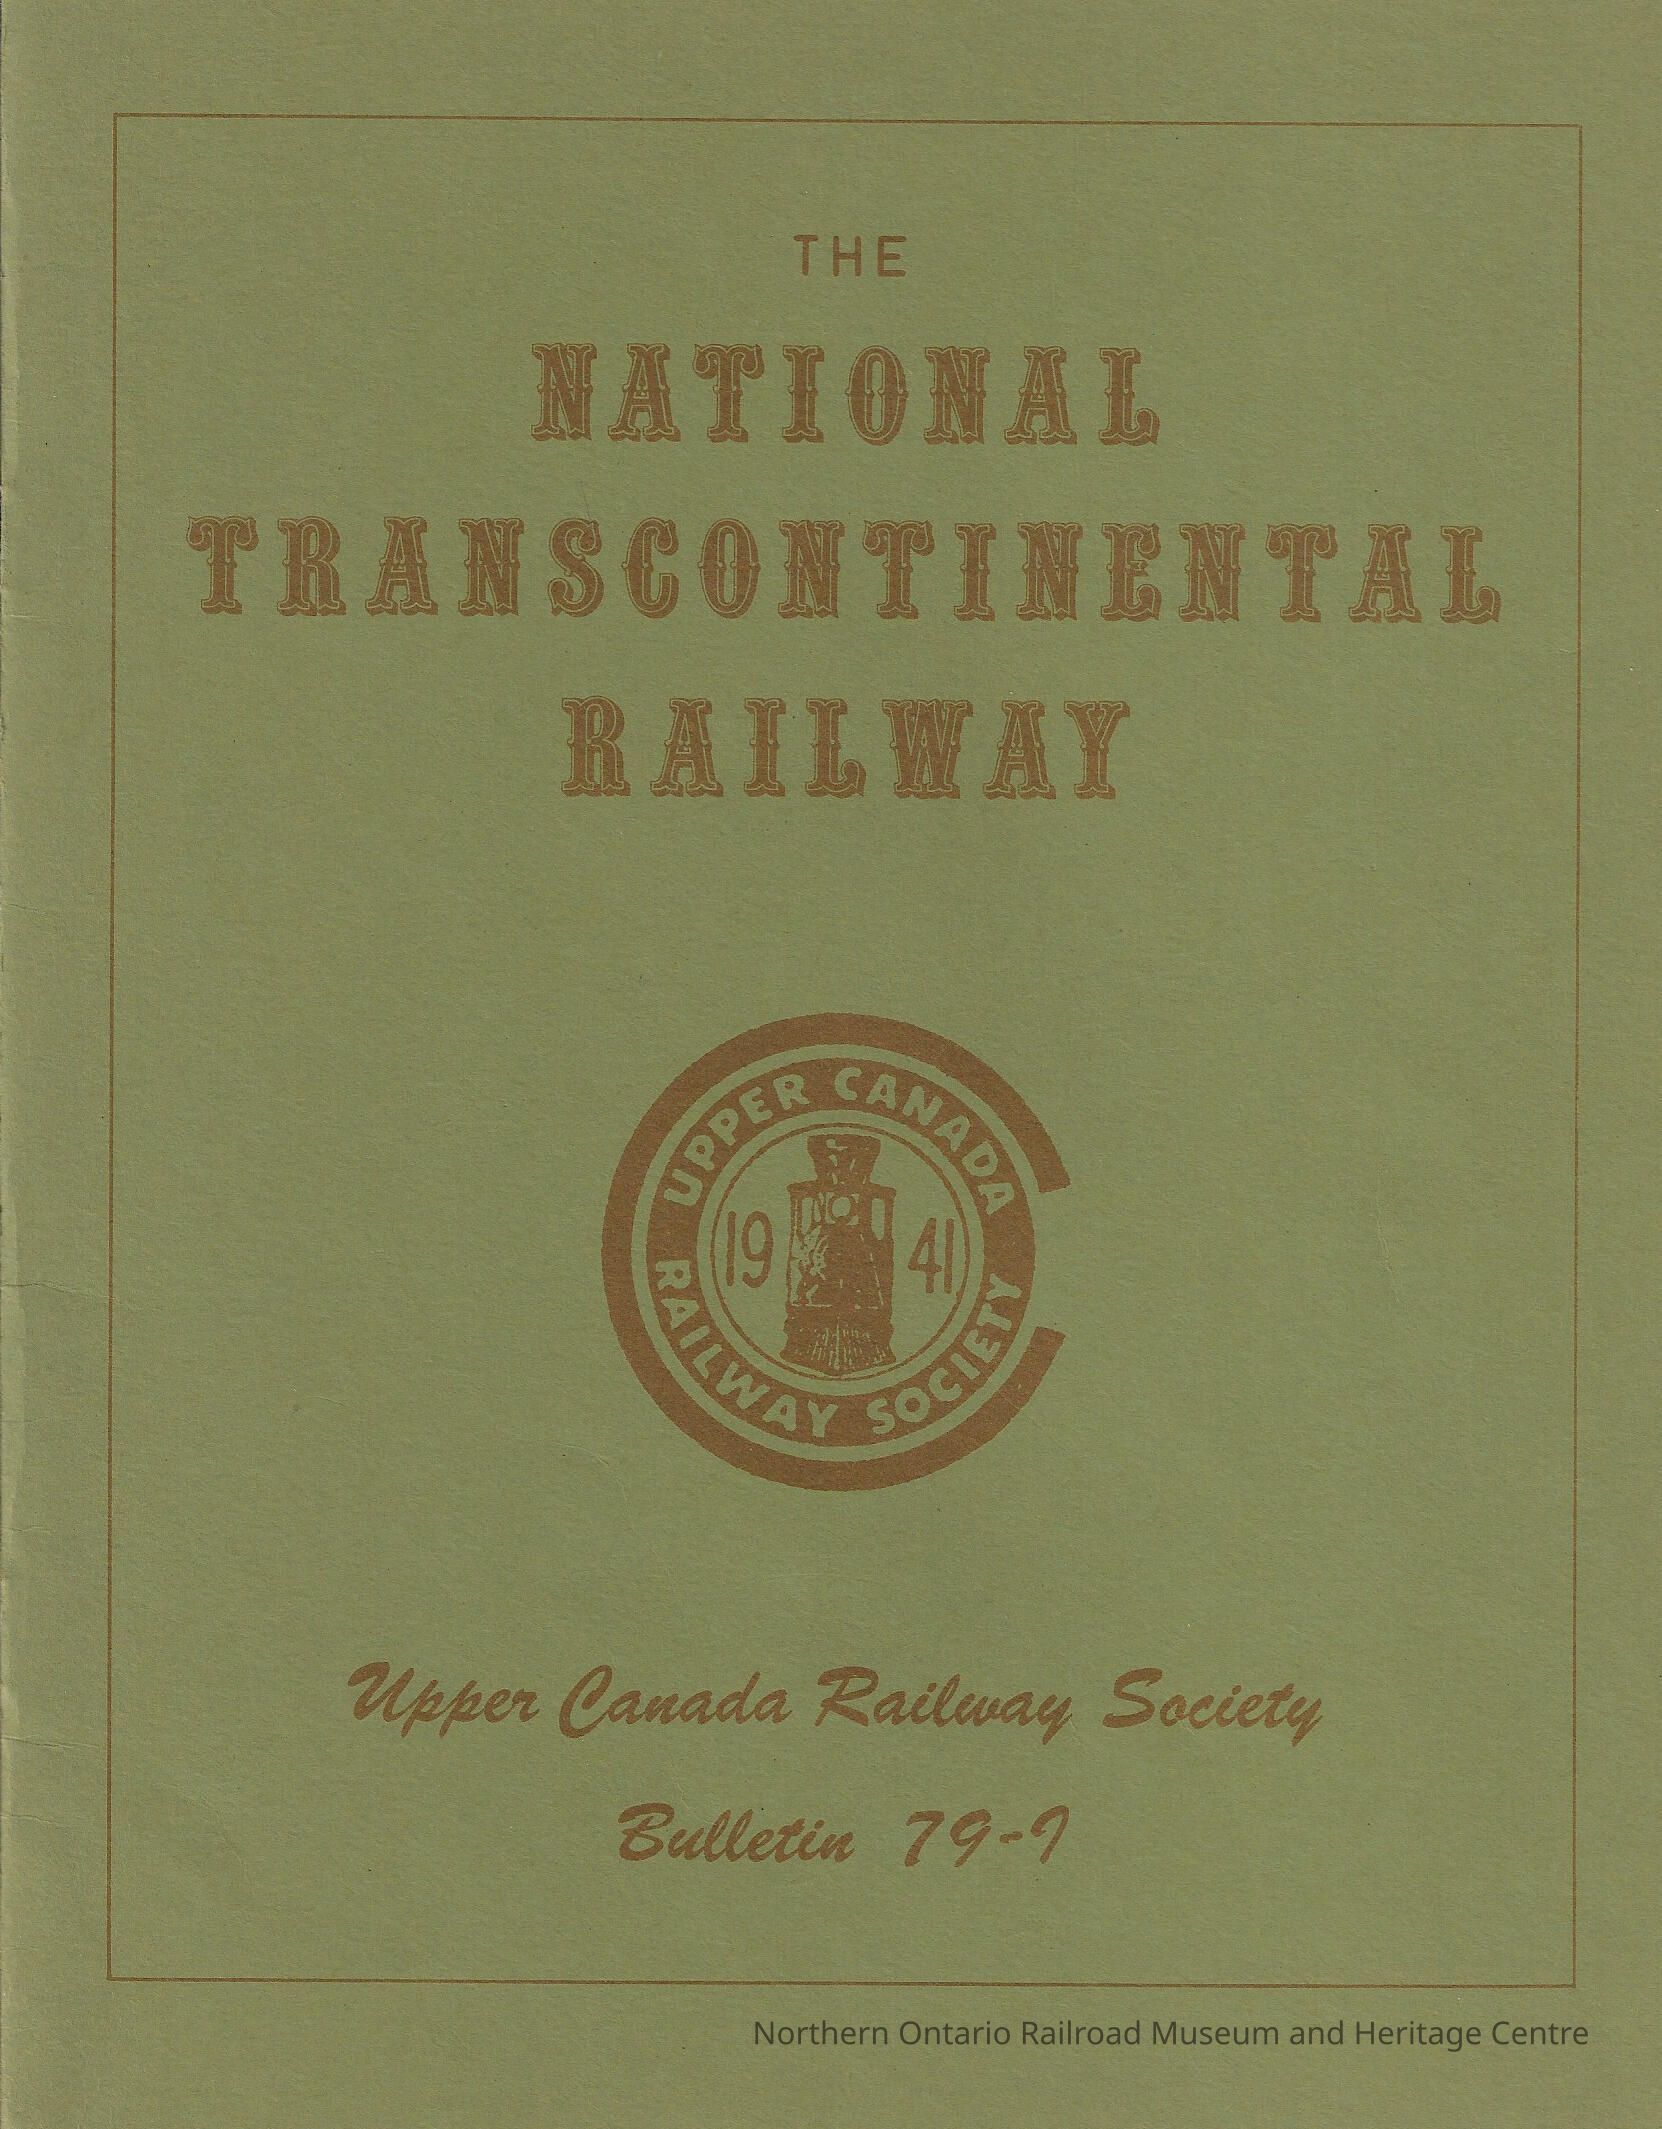 THE
NATIONAL
TRANSCONTINENTAL
RAILWAY
UPPER CANADA
19 41
RAILWAY SOCIETY
Upper Canada Railway Society
Bulletin 79-1
Northern Ontario Railroad Museum and Heritage Centre